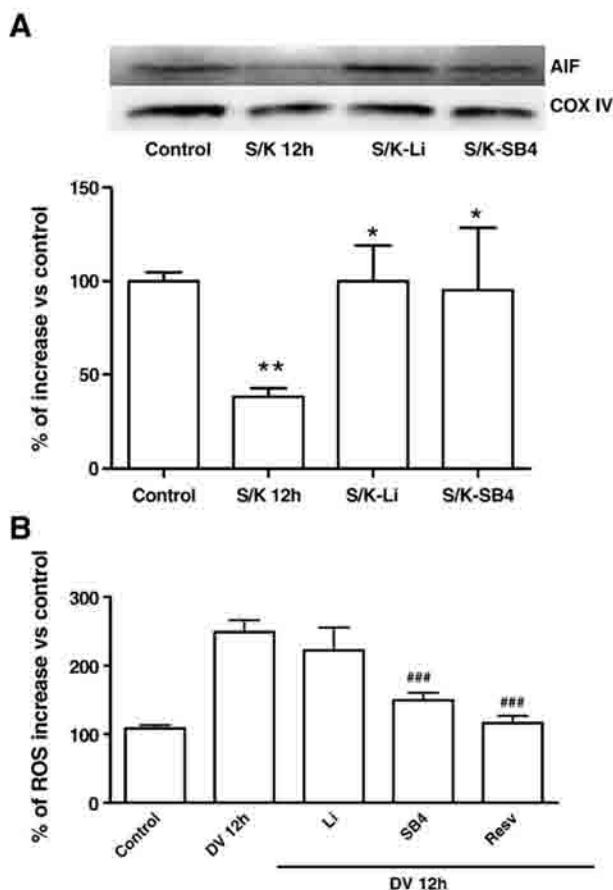 A
AIF
COX IV
Control S/K 12h S/K-Li S/K-SB4
% of increase vs control
150
100
50
0
*
*
**
Control S/K 12h S/K-Li S/K-SB4
B
% of ROS increase vs control
300
200
100
0
###
###
Control DV 12h Li SB4 Resv
DV 12h